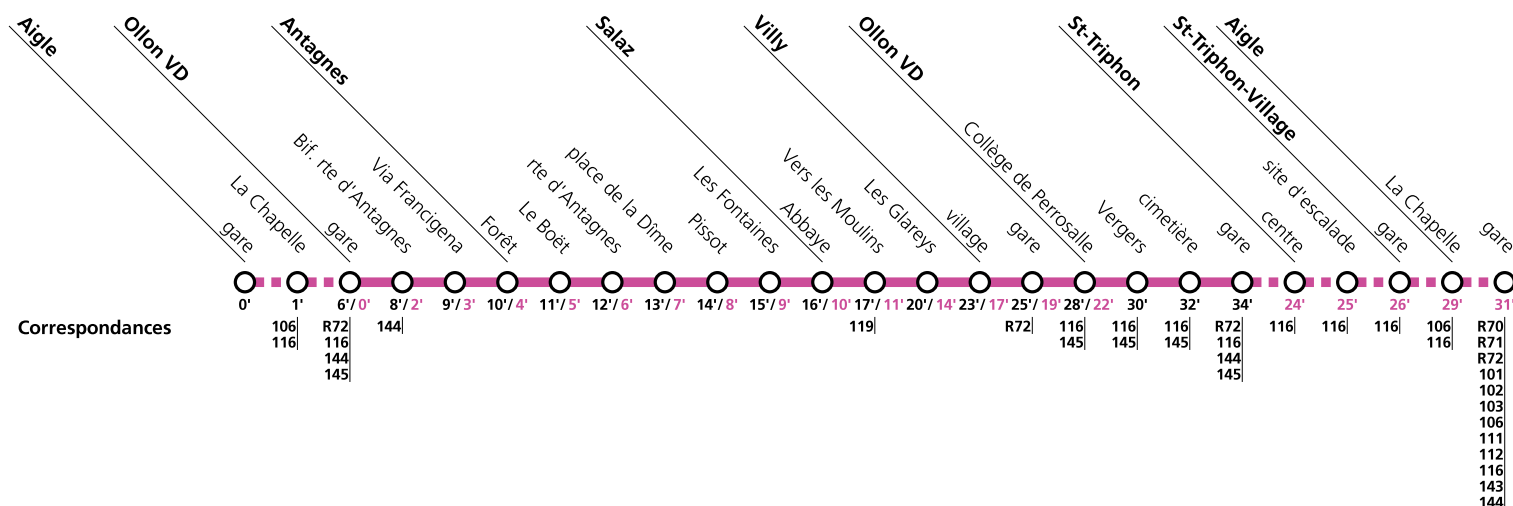 Aigle
Ollon VD
Antagnes
Salaz
Villy
Ollon VD
St-Triphon
St-Triphon-Village
Aigle
gare
La Chapelle
gare
Bif. rte d'Antagnes
Via Francigena
Forêt
Le Boët
rte d'Antagnes
place de la Dîme
Pissot
Les Fontaines
Abbaye
Vers les Moulins
Les Glareys
village
gare
Collège de Perrosalle
Vergers
cimetière
gare
centre
site d'escalade
gare
La Chapelle
gare
0' 1' 6'/ 0' 8'/ 2' 9'/ 3' 10'/ 4' 11'/ 5' 12'/ 6' 13'/ 7' 14'/ 8' 15'/ 9' 16'/ 10' 17'/ 11' 20'/ 14' 23'/ 17' 25'/ 19' 28'/ 22' 30' 32' 34' 24' 25' 26' 29' 31'
Correspondances
106
116
R72
116
144
145
144
119
R72
116
145
116
145
116
145
R72
116
144
145
116
116
116
106
116
R70
R71
R72
101
102
103
106
111
112
116
143
144